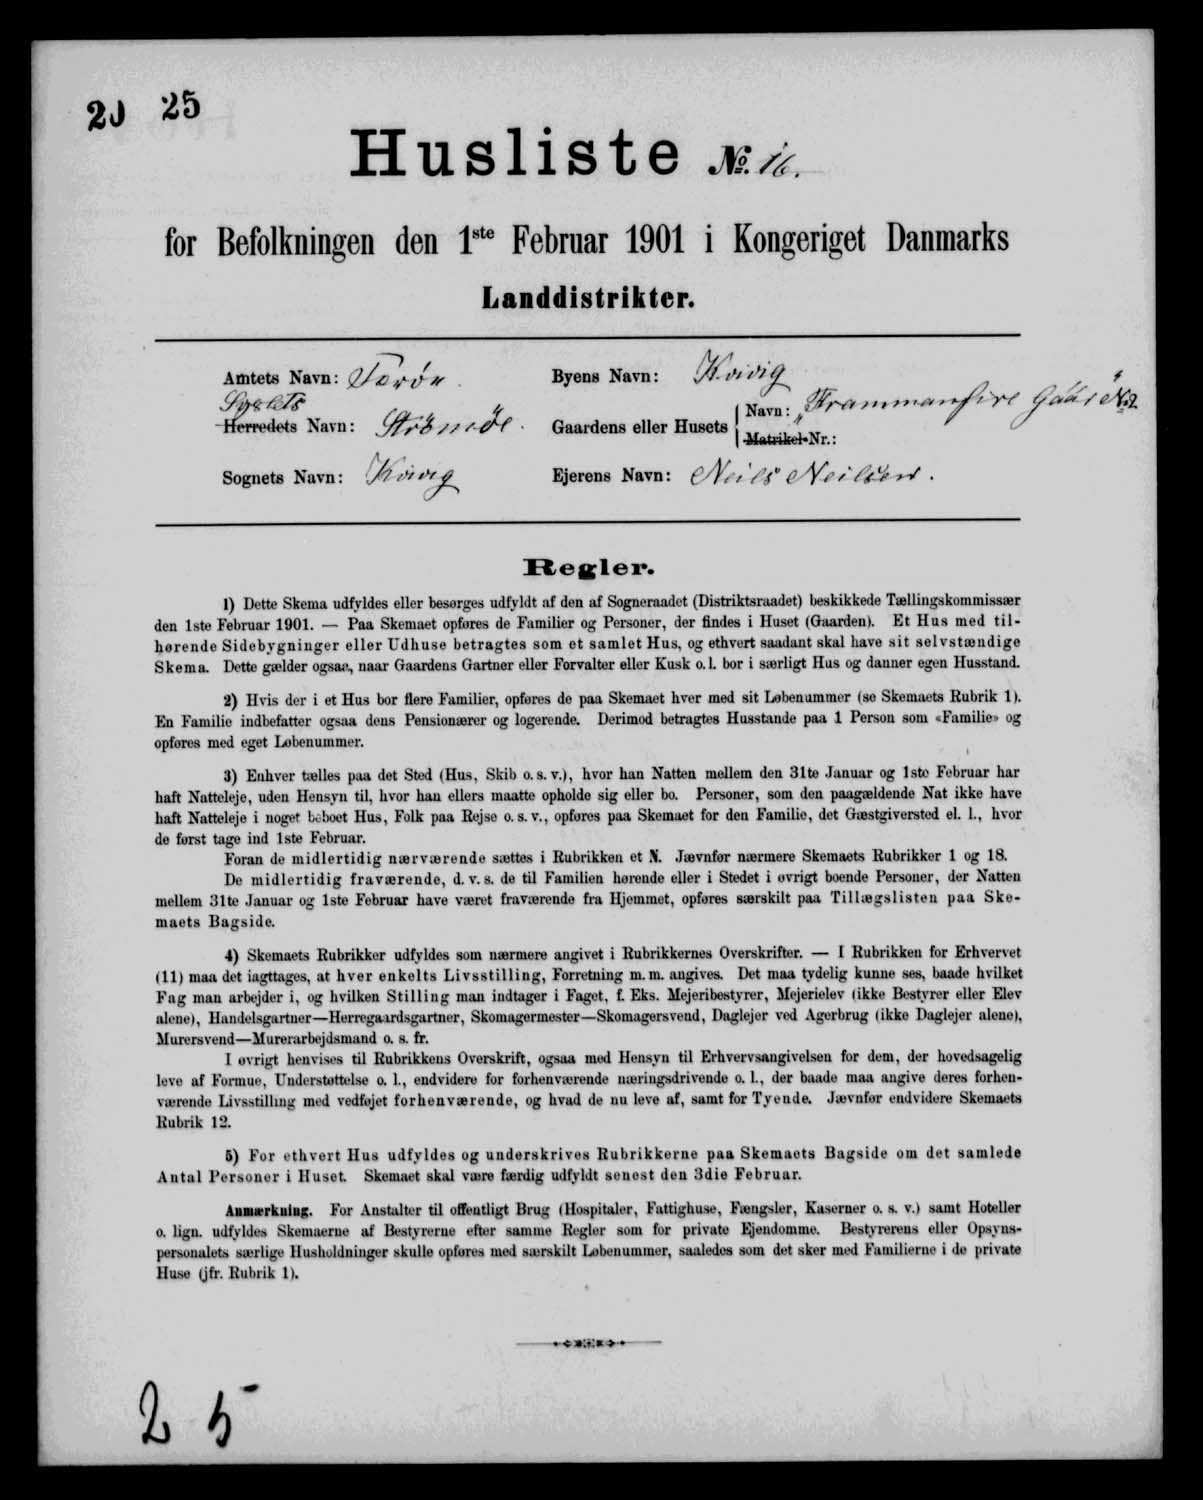 20 25
Husliste No. 16.
for Befolkningen den 1ste Februar 1901 i Kongeriget Danmarks
Landdistrikter.
Amtets Navn: Færöe. Byens Navn: Kvivig
Syslets
Herredets Navn: Strömöe. Gaardens eller Husets Navn: "Frammanfire Gaar" No 2.
Matrikel-Nr.:
Sognets Navn: Kvivig Ejerens Navn: Neils Neilsen.
Regler.
1) Dette Skema udfyldes eller besørges udfyldt af den af Sogneraadet (Distriktsraadet) beskikkede Tællingskommissær
den 1ste Februar 1901. — Paa Skemaet opføres de Familier og Personer, der findes i Huset (Gaarden). Et Hus med til-
hørende Sidebygninger eller Udhuse betragtes som et samlet Hus, og ethvert saadant skal have sit selvstændige
Skema. Dette gælder ogsaa, naar Gaardens Gartner eller Forvalter eller Kusk o. l. bor i særligt Hus og danner egen Husstand.
2) Hvis der i et Hus bor flere Familier, opføres de paa Skemaet hver med sit Løbenummer (se Skemaets Rubrik 1).
En Familie indbefatter ogsaa dens Pensionærer og logerende. Derimod betragtes Husstande paa 1 Person som «Familie» og
opføres med eget Løbenummer.
3) Enhver tælles paa det Sted (Hus, Skib o. s. v.), hvor han Natten mellem den 31te Januar og 1ste Februar har
haft Natteleje, uden Hensyn til, hvor han ellers maatte opholde sig eller bo. Personer, som den paagældende Nat ikke have
haft Natteleje i noget beboet Hus, Folk paa Rejse o. s. v., opføres paa Skemaet for den Familie, det Gæstgiversted el. l., hvor
de først tage ind 1ste Februar.
Foran de midlertidig nærværende sættes i Rubrikken et N. Jævnfør nærmere Skemaets Rubrikker 1 og 18.
De midlertidig fraværende, d. v. s. de til Familien hørende eller i Stedet i øvrigt boende Personer, der Natten
mellem 31te Januar og 1ste Februar have været fraværende fra Hjemmet, opføres særskilt paa Tillægslisten paa Ske-
maets Bagside.
4) Skemaets Rubrikker udfyldes som nærmere angivet i Rubrikkernes Overskrifter. — I Rubrikken for Erhvervet
(11) maa det iagttages, at hver enkelts Livsstilling, Forretning m. m. angives. Det maa tydelig kunne ses, baade hvilket
Fag man arbejder i, og hvilken Stilling man indtager i Faget, f. Eks. Mejeribestyrer, Mejerielev (ikke Bestyrer eller Elev
alene), Handelsgartner—Herregaardsgartner, Skomagermester—Skomagersvend, Daglejer ved Agerbrug (ikke Daglejer alene),
Murersvend—Murerarbejdsmand o. s. fr.
I øvrigt henvises til Rubrikkens Overskrift, ogsaa med Hensyn til Erhvervsangivelsen for dem, der hovedsagelig
leve af Formue, Understøttelse o. l., endvidere for forhenværende næringsdrivende o. l., der baade maa angive deres forhen-
værende Livsstilling med vedføjet forhenværende, og hvad de nu leve af, samt for Tyende. Jævnfør endvidere Skemaets
Rubrik 12.
5) For ethvert Hus udfyldes og underskrives Rubrikkerne paa Skemaets Bagside om det samlede
Antal Personer i Huset. Skemaet skal være færdig udfyldt senest den 3die Februar.
Anmærkning. For Anstalter til offentligt Brug (Hospitaler, Fattighuse, Fængsler, Kaserner o. s. v.) samt Hoteller
o. lign. udfyldes Skemaerne af Bestyrerne efter samme Regler som for private Ejendomme. Bestyrerens eller Opsyns-
personalets særlige Husholdninger skulle opføres med særskilt Løbenummer, saaledes som det sker med Familierne i de private
Huse (jfr. Rubrik 1).
25